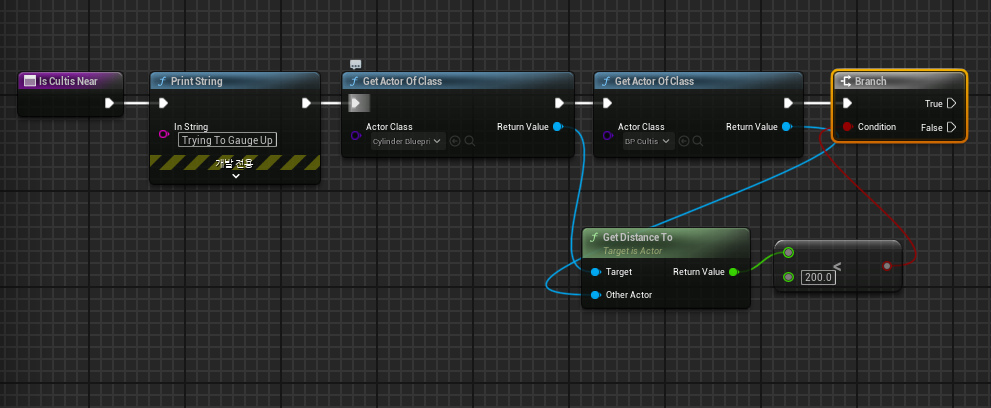 Is Cultis Near
Print String
In String
Trying To Gauge Up
개발 전용
Get Actor Of Class
Actor Class
Cylinder Bluepri
Return Value
Get Actor Of Class
Actor Class
BP Cultis
Return Value
Branch
Condition
True
False
Get Distance To
Target is Actor
Target
Other Actor
Return Value
<
200.0